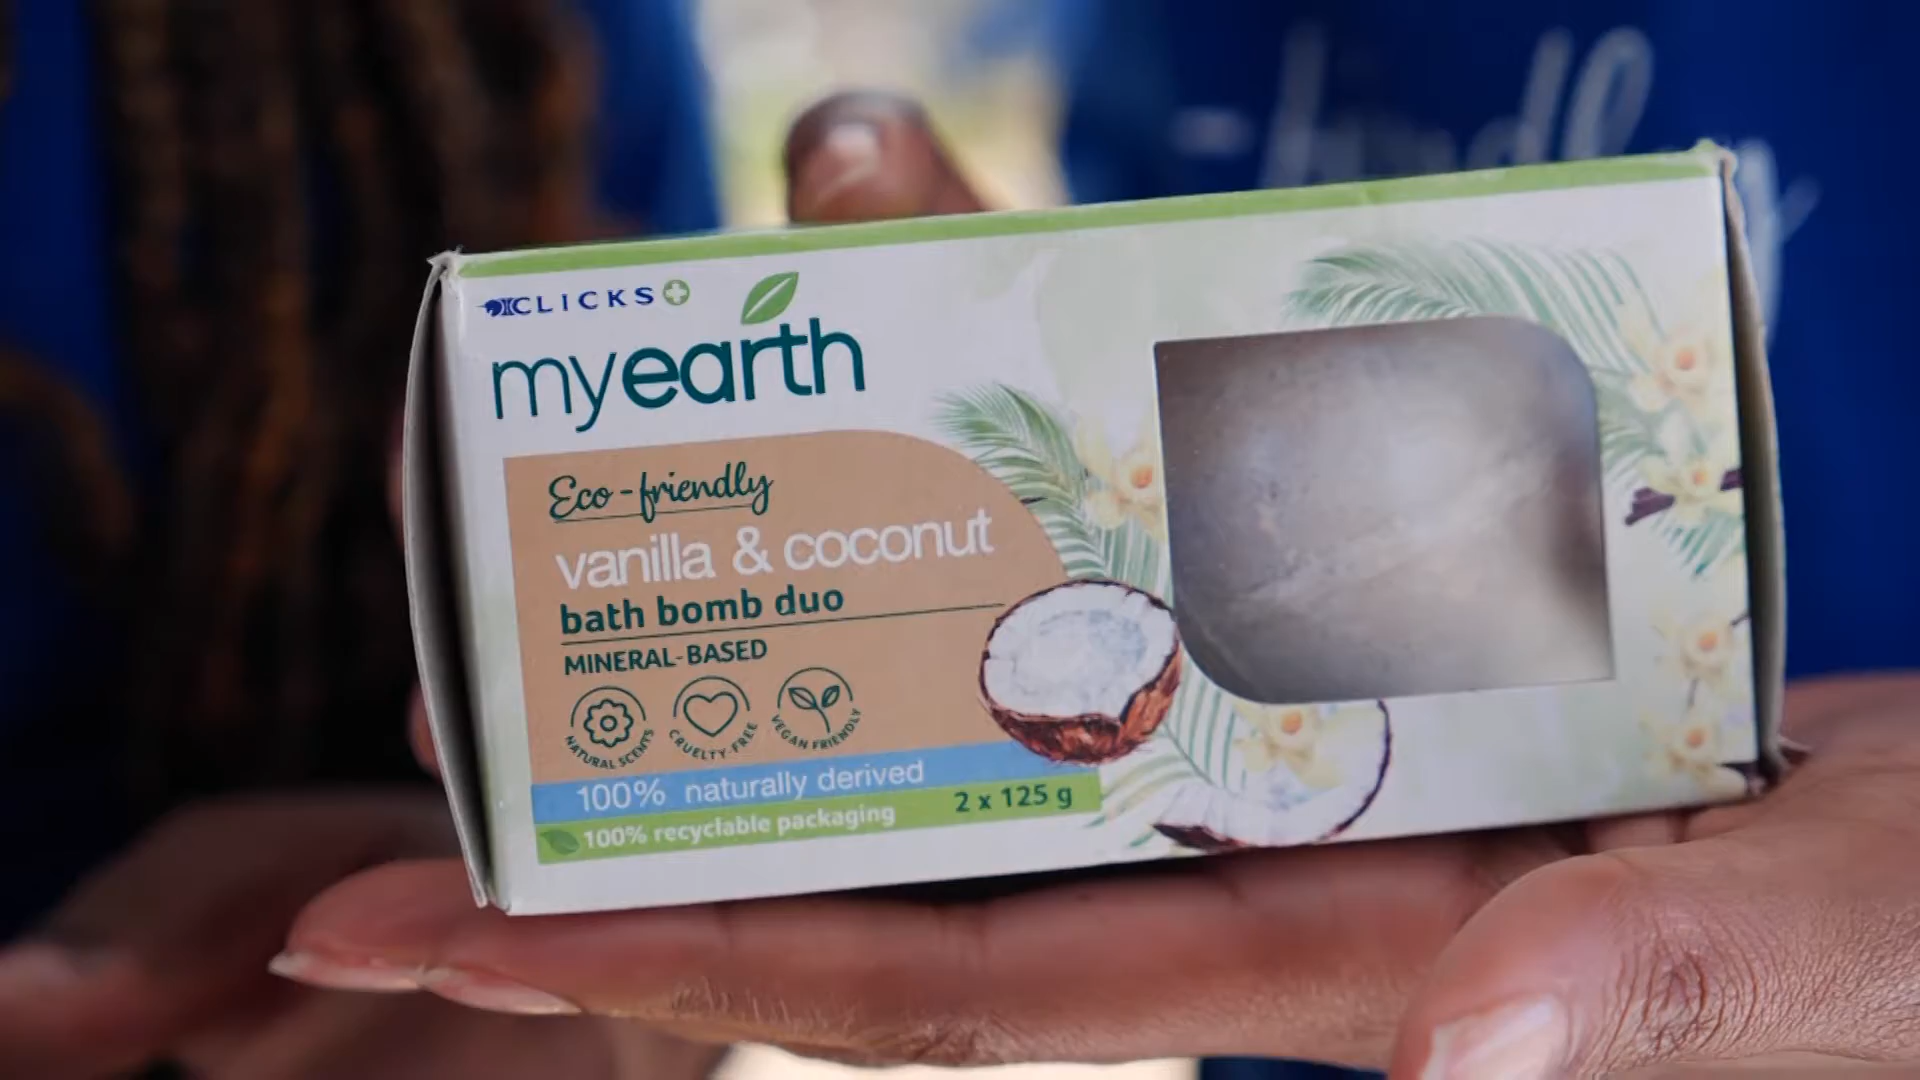 CLICKS
myearth
Eco-friendly
vanilla & coconut
bath bomb duo
MINERAL-BASED
NATURAL SCENTS
CRUELTY-FREE
VEGAN FRIENDLY
100% naturally derived
100% recyclable packaging
2 x 125 g